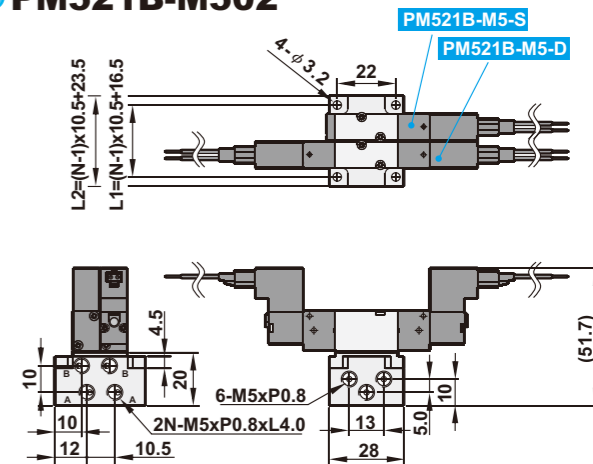 PM521B-M502
PM521B-M5-S
PM521B-M5-D
4-φ3.2
22
L2=(N-1)x10.5+23.5
L1=(N-1)x10.5+16.5
4.5
20
10
B
B
A
A
10
12
10.5
2N-M5xP0.8xL4.0
6-M5xP0.8
13
28
5.0
10
(51.7)